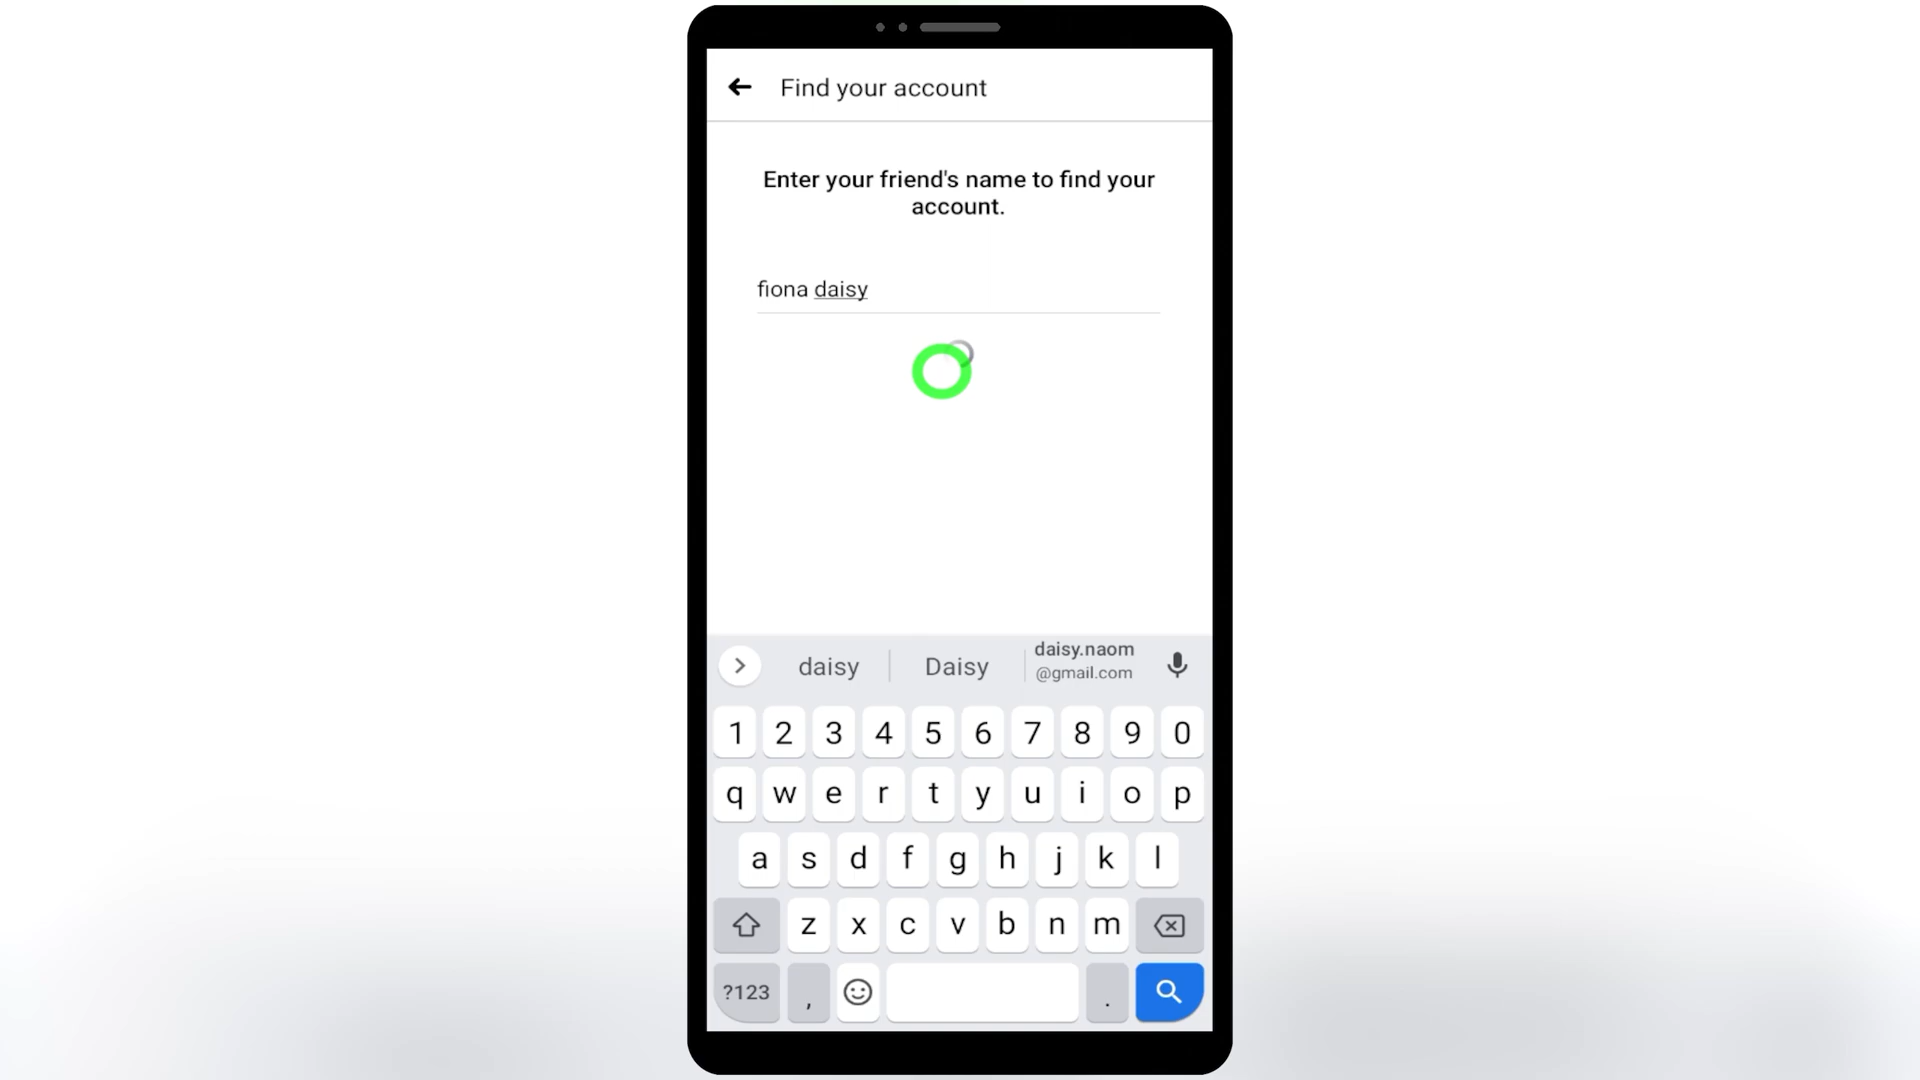 Find your account
Enter your friend's name to find your
account.
fiona daisy
daisy Daisy daisy.naom
@gmail.com
1 2 3 4 5 6 7 8 9 0
q w e r t y u i o p
a s d f g h j k l
z x c v b n m
?123 , .